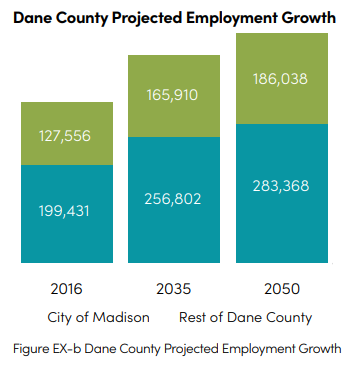 Dane County Projected Employment Growth
186,038
165,910
127,556
283,368
256,802
199,431
2016 2035 2050
City of Madison Rest of Dane County
Figure EX-b Dane County Projected Employment Growth